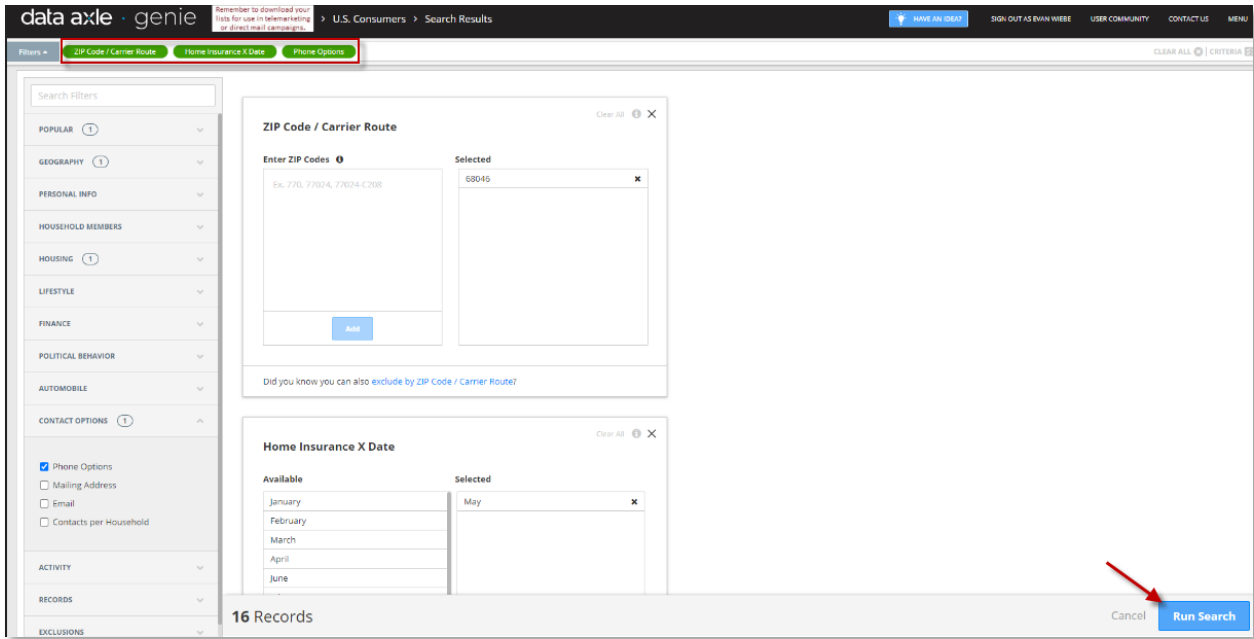 data axle · genie
Remember to download your
lists for use in telemarketing
or direct mail campaigns.
> U.S. Consumers > Search Results
HAVE AN IDEA?
SIGN OUT AS EVAN WIEBE
USER COMMUNITY
CONTACT US
MENU
Filters
ZIP Code / Carrier Route
Home Insurance X Date
Phone Options
CLEAR ALL | CRITERIA
Search Filters
POPULAR 1
GEOGRAPHY 1
PERSONAL INFO
HOUSEHOLD MEMBERS
HOUSING 1
LIFESTYLE
FINANCE
POLITICAL BEHAVIOR
AUTOMOBILE
CONTACT OPTIONS 1
Phone Options
Mailing Address
Email
Contacts per Household
ACTIVITY
RECORDS
EXCLUSIONS
Clear All
ZIP Code / Carrier Route
Enter ZIP Codes
Selected
Ex. 770, 77024, 77024-C208
68046
Add
Did you know you can also exclude by ZIP Code / Carrier Route?
Clear All
Home Insurance X Date
Available
Selected
January
May
February
March
April
June
16 Records
Cancel
Run Search